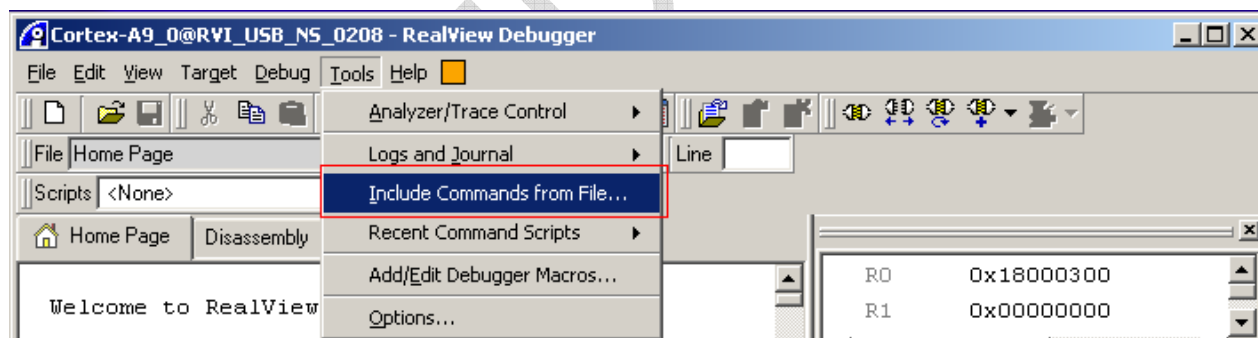 Cortex-A9_0@RVI_USB_NS_0208 - RealView Debugger
File Edit View Target Debug Tools Help
Analyzer/Trace Control
File Home Page
Logs and Journal
Line
Scripts <None>
Include Commands from File...
Home Page Disassembly
Recent Command Scripts
Add/Edit Debugger Macros...
R0 0x18000300
Welcome to RealView
Options...
R1 0x00000000